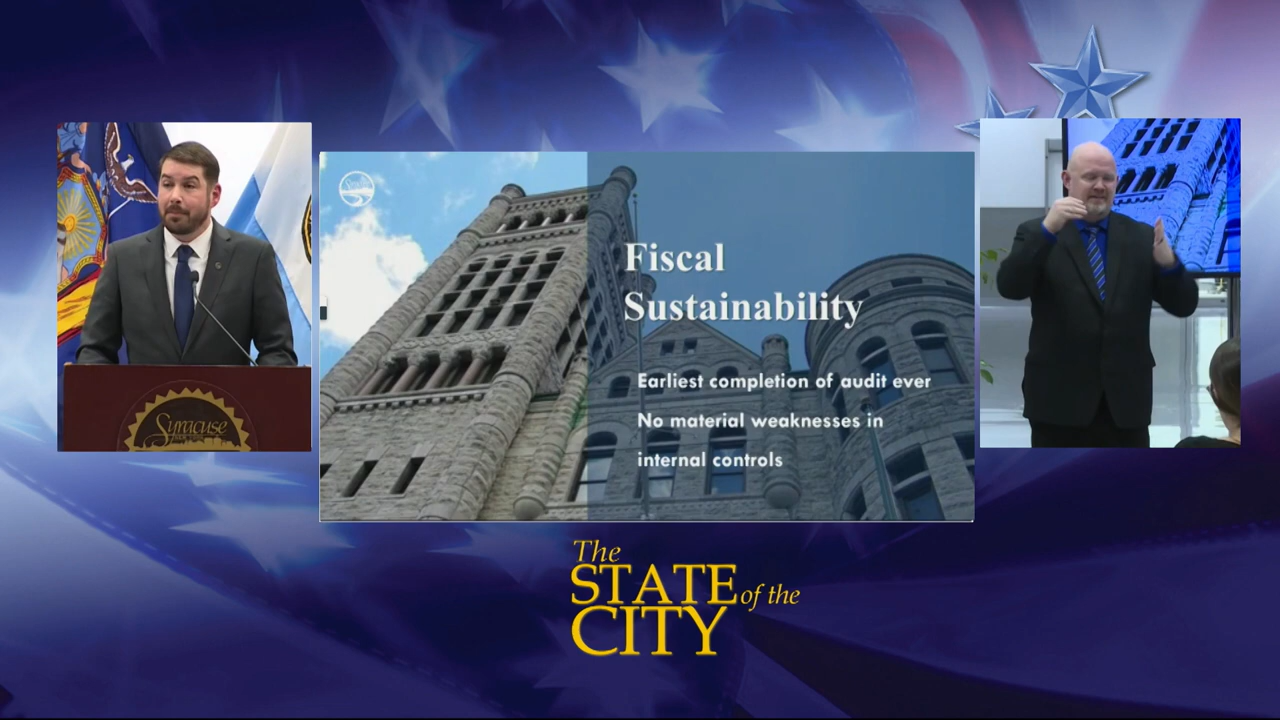 Fiscal
Sustainability
Earliest completion of audit ever
No material weaknesses in
internal controls
Syracuse
The
STATE of the
CITY